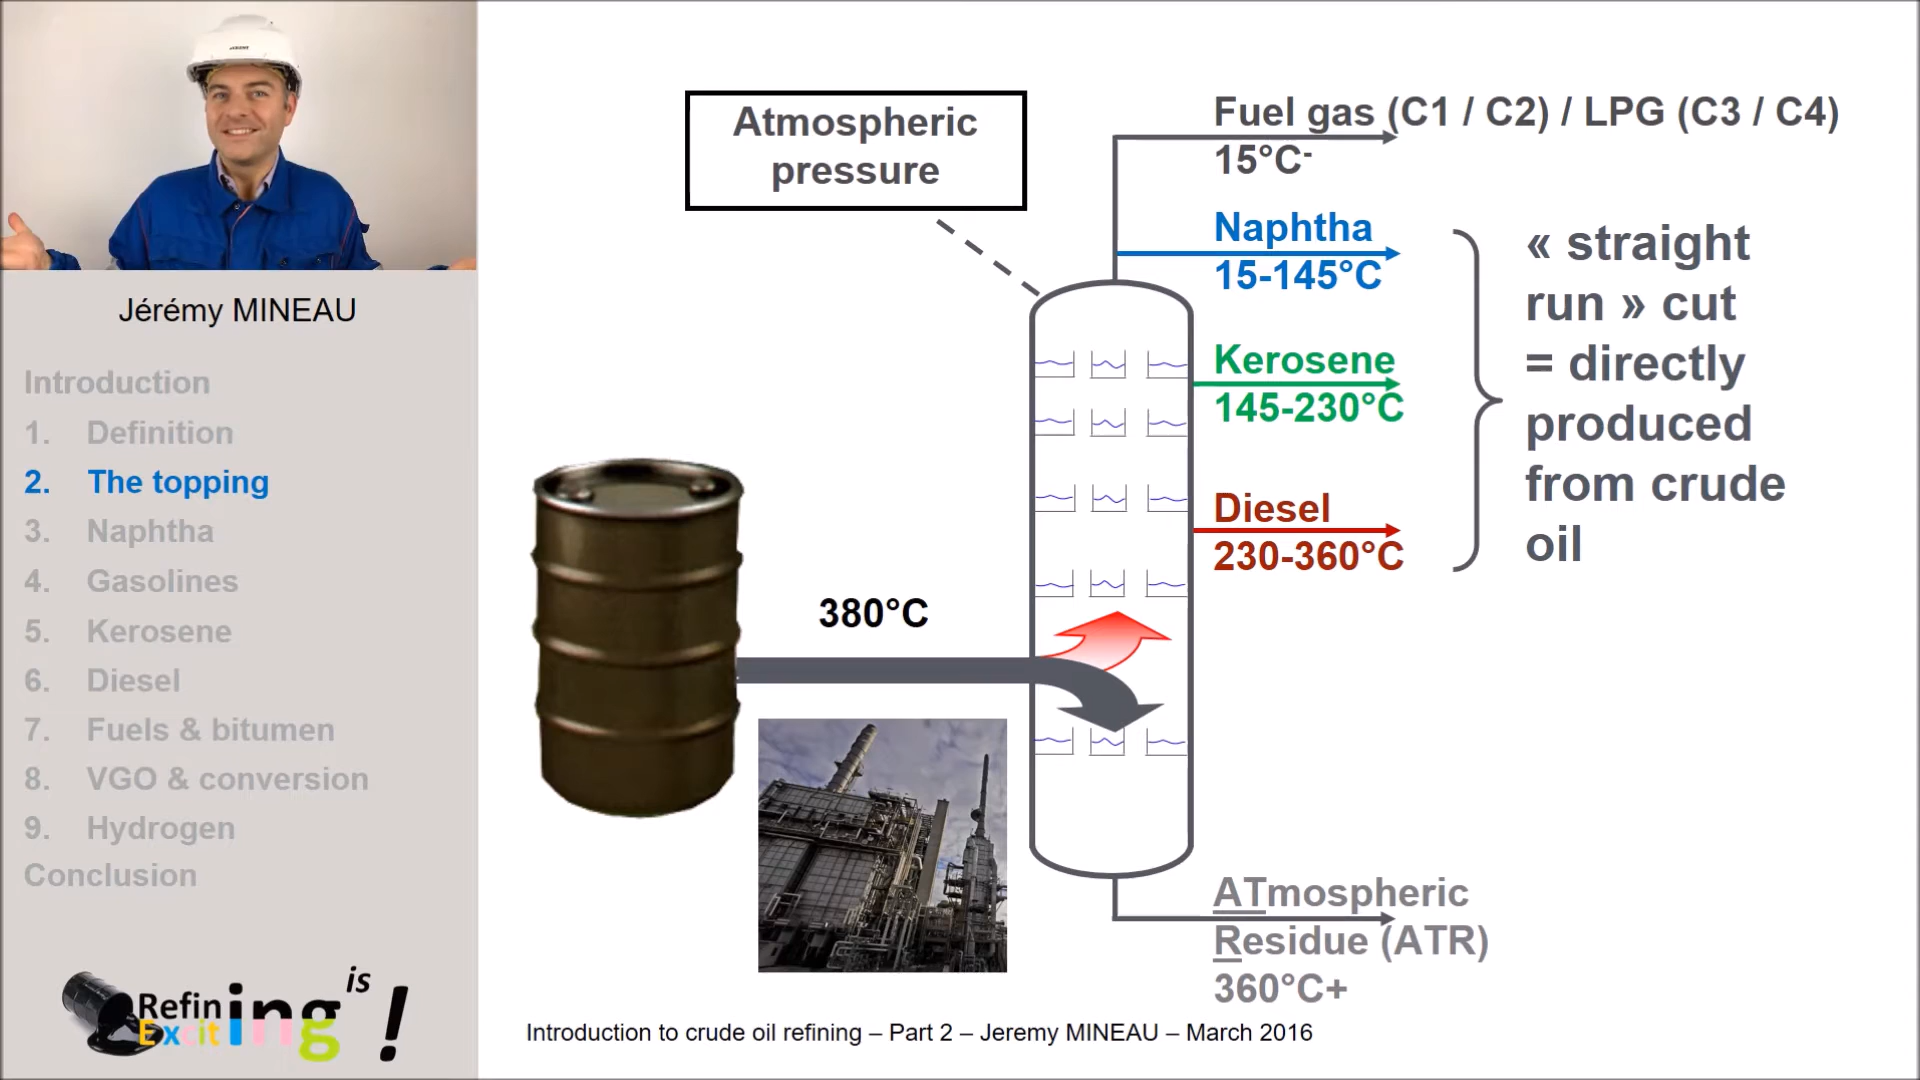 Jérémy MINEAU
Introduction
1. Definition
2. The topping
3. Naphtha
4. Gasolines
5. Kerosene
6. Diesel
7. Fuels & bitumen
8. VGO & conversion
9. Hydrogen
Conclusion
Refining
Exciting
is
!
Atmospheric
pressure
380°C
Fuel gas (C1 / C2) / LPG (C3 / C4)
15°C-
Naphtha
15-145°C
Kerosene
145-230°C
Diesel
230-360°C
« straight
run » cut
= directly
produced
from crude
oil
ATmospheric
Residue (ATR)
360°C+
Introduction to crude oil refining – Part 2 – Jeremy MINEAU – March 2016